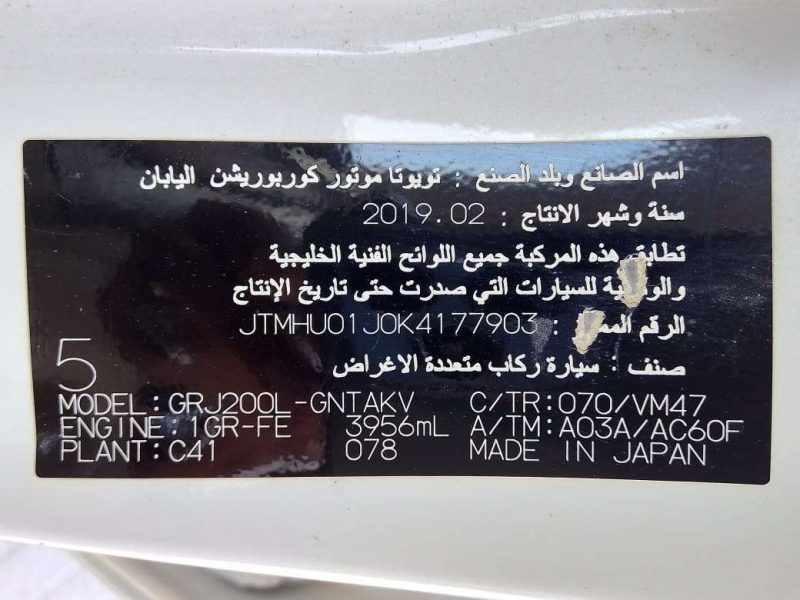 اسم الصانع وبلد الصنع : تويوتا موتور كوربوريشن اليابان
سنة وشهر الانتاج : 2019.02
تطابق هذه المركبة جميع اللوائح الفنية الخليجية
للسيارات التي صدرت حتى تاريخ الإنتاج
الرقم : JTMHU01J0K4177903
صنف : سيارة ركاب متعددة الاغراض
5
MODEL:GRJ200L-GNTAKV C/TR:070/VM47
ENGINE:1GR-FE 3956mL A/TM:A03A/AC60F
PLANT:C41 078 MADE IN JAPAN